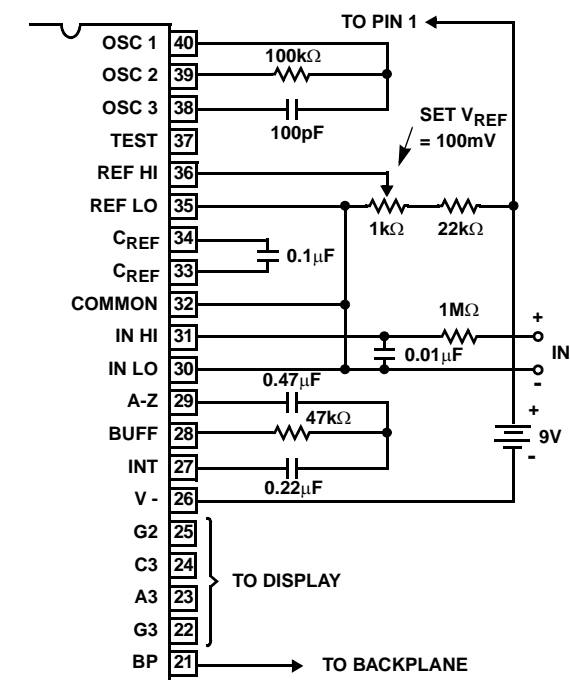 TO PIN 1
OSC 1 40
100kΩ
OSC 2 39
OSC 3 38
100pF
SET VREF
= 100mV
TEST 37
REF HI 36
REF LO 35
1kΩ 22kΩ
CREF 34
0.1μF
CREF 33
COMMON 32
1MΩ
IN HI 31
+
0.01μF
IN
IN LO 30
-
0.47μF
A-Z 29
47kΩ
+
BUFF 28
9V
-
INT 27
0.22μF
V - 26
G2 25
C3 24
TO DISPLAY
A3 23
G3 22
BP 21
TO BACKPLANE